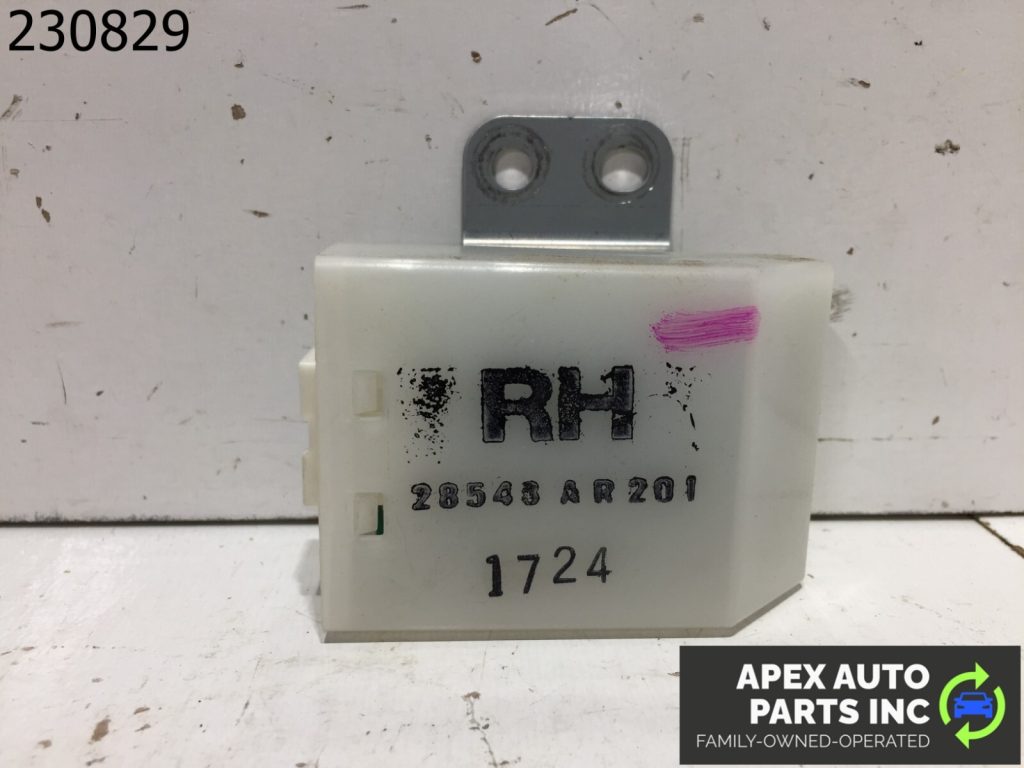 230829
RH
28543 AR201
1724
APEX AUTO
PARTS INC
FAMILY-OWNED-OPERATED